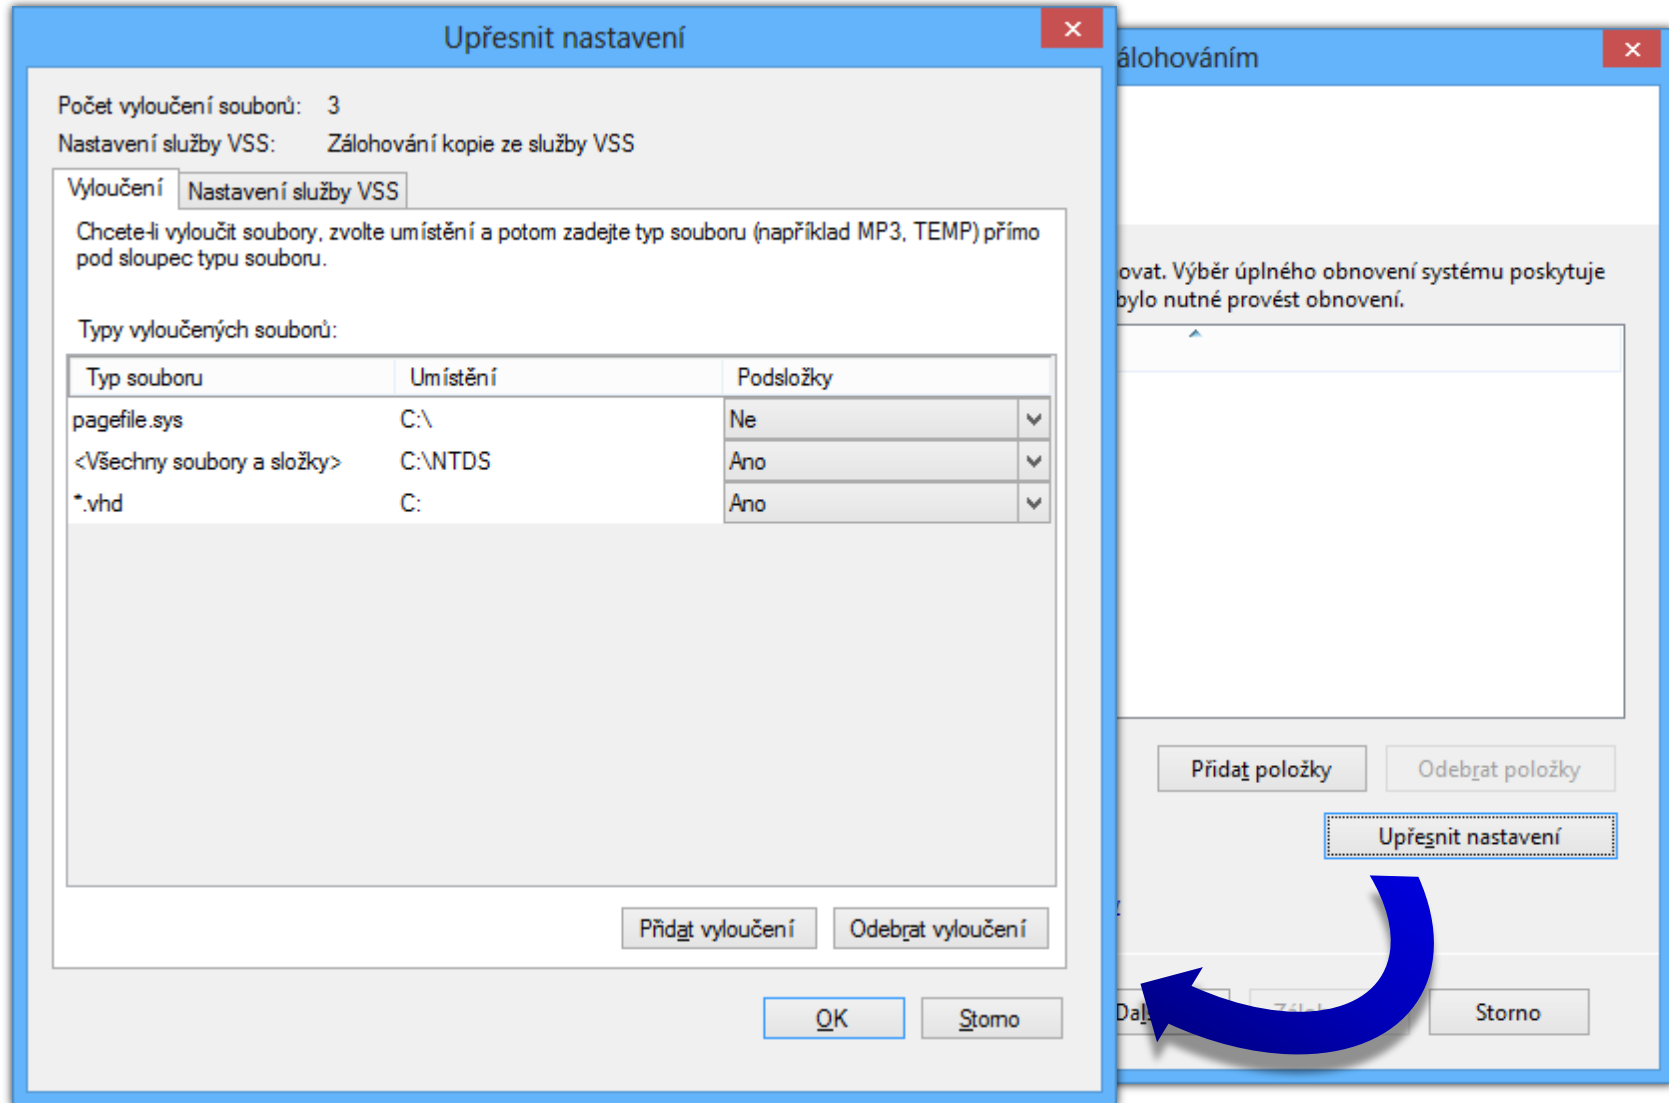 Upřesnit nastavení
Počet vyloučení souborů: 3
Nastavení služby VSS: Zálohování kopie ze služby VSS
Vyloučení Nastavení služby VSS
Chcete-li vyloučit soubory, zvolte umístění a potom zadejte typ souboru (například MP3, TEMP) přímo
pod sloupec typu souboru.
Typy vyloučených souborů:
Typ souboru Umístění Podsložky
pagefile.sys C:\ Ne
<Všechny soubory a složky> C:\NTDS Ano
*.vhd C: Ano
Přidat vyloučení Odebrat vyloučení
OK Storno
álohováním
ovat. Výběr úplného obnovení systému poskytuje
bylo nutné provést obnovení.
Přidat položky Odebrat položky
Upřesnit nastavení
Storno